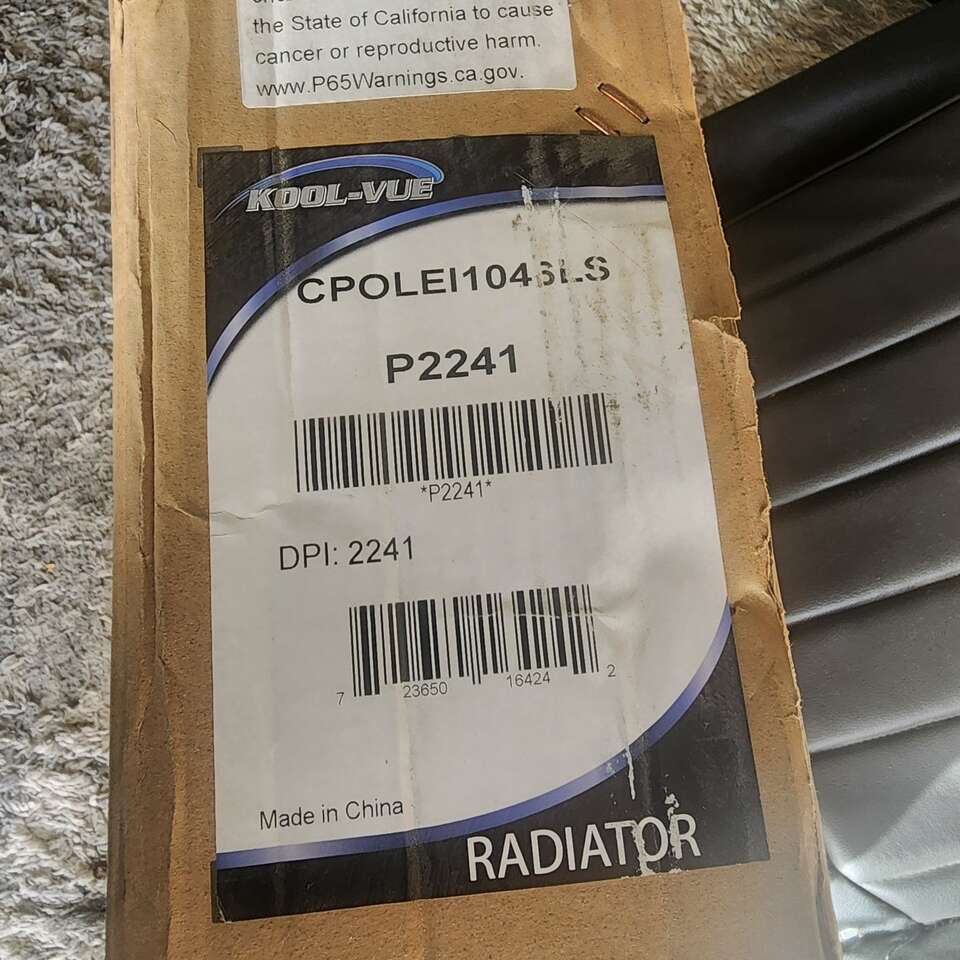 the State of California to cause
cancer or reproductive harm.
www.P65Warnings.ca.gov.
KOOL-VUE
P2241
*P2241*
DPI: 2241
7 23650 16424 2
Made in China
RADIATOR